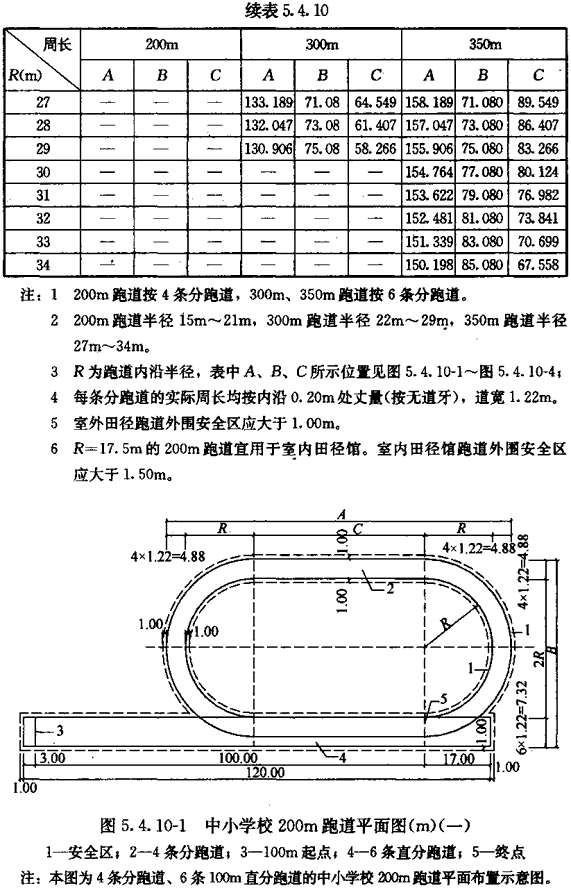 续表 5.4.10
周长 200m 300m 350m
R(m) A B C A B C A B C
27 — — — 133.189 71.08 64.549 158.189 71.080 89.549
28 — — — 132.047 73.08 61.407 157.047 73.080 86.407
29 — — — 130.906 75.08 58.266 155.906 75.080 83.266
30 — — — — — — 154.764 77.080 80.124
31 — — — — — — 153.622 79.080 76.982
32 — — — — — — 152.481 81.080 73.841
33 — — — — — — 151.339 83.080 70.699
34 — — — — — — 150.198 85.080 67.558
注：1 200m 跑道按 4 条分跑道，300m、350m 跑道按 6 条分跑道。
2 200m 跑道半径 15m～21m，300m 跑道半径 22m～29m，350m 跑道半径
27m～34m。
3 R 为跑道内沿半径，表中 A、B、C 所示位置见图 5.4.10-1～图 5.4.10-4；
4 每条分跑道的实际周长均按内沿 0.20m 处丈量(按无道牙)，道宽 1.22m。
5 室外田径跑道外围安全区应大于 1.00m。
6 R=17.5m 的 200m 跑道宜用于室内田径馆。室内田径馆跑道外围安全区
应大于 1.50m。
A
R C R
4×1.22=4.88 1.00 4×1.22=4.88
4×1.22=4.88
1.00 2
1.00 1.00 R 1
1 2R B
5
6×1.22=7.32
3 4 1.00
3.00 100.00 17.00
120.00 1.00
1.00
图 5.4.10-1 中小学校 200m 跑道平面图(m)(一)
1—安全区；2—4 条分跑道；3—100m 起点；4—6 条直分跑道；5—终点
注：本图为 4 条分跑道、6 条 100m 直分跑道的中小学校 200m 跑道平面布置示意图。